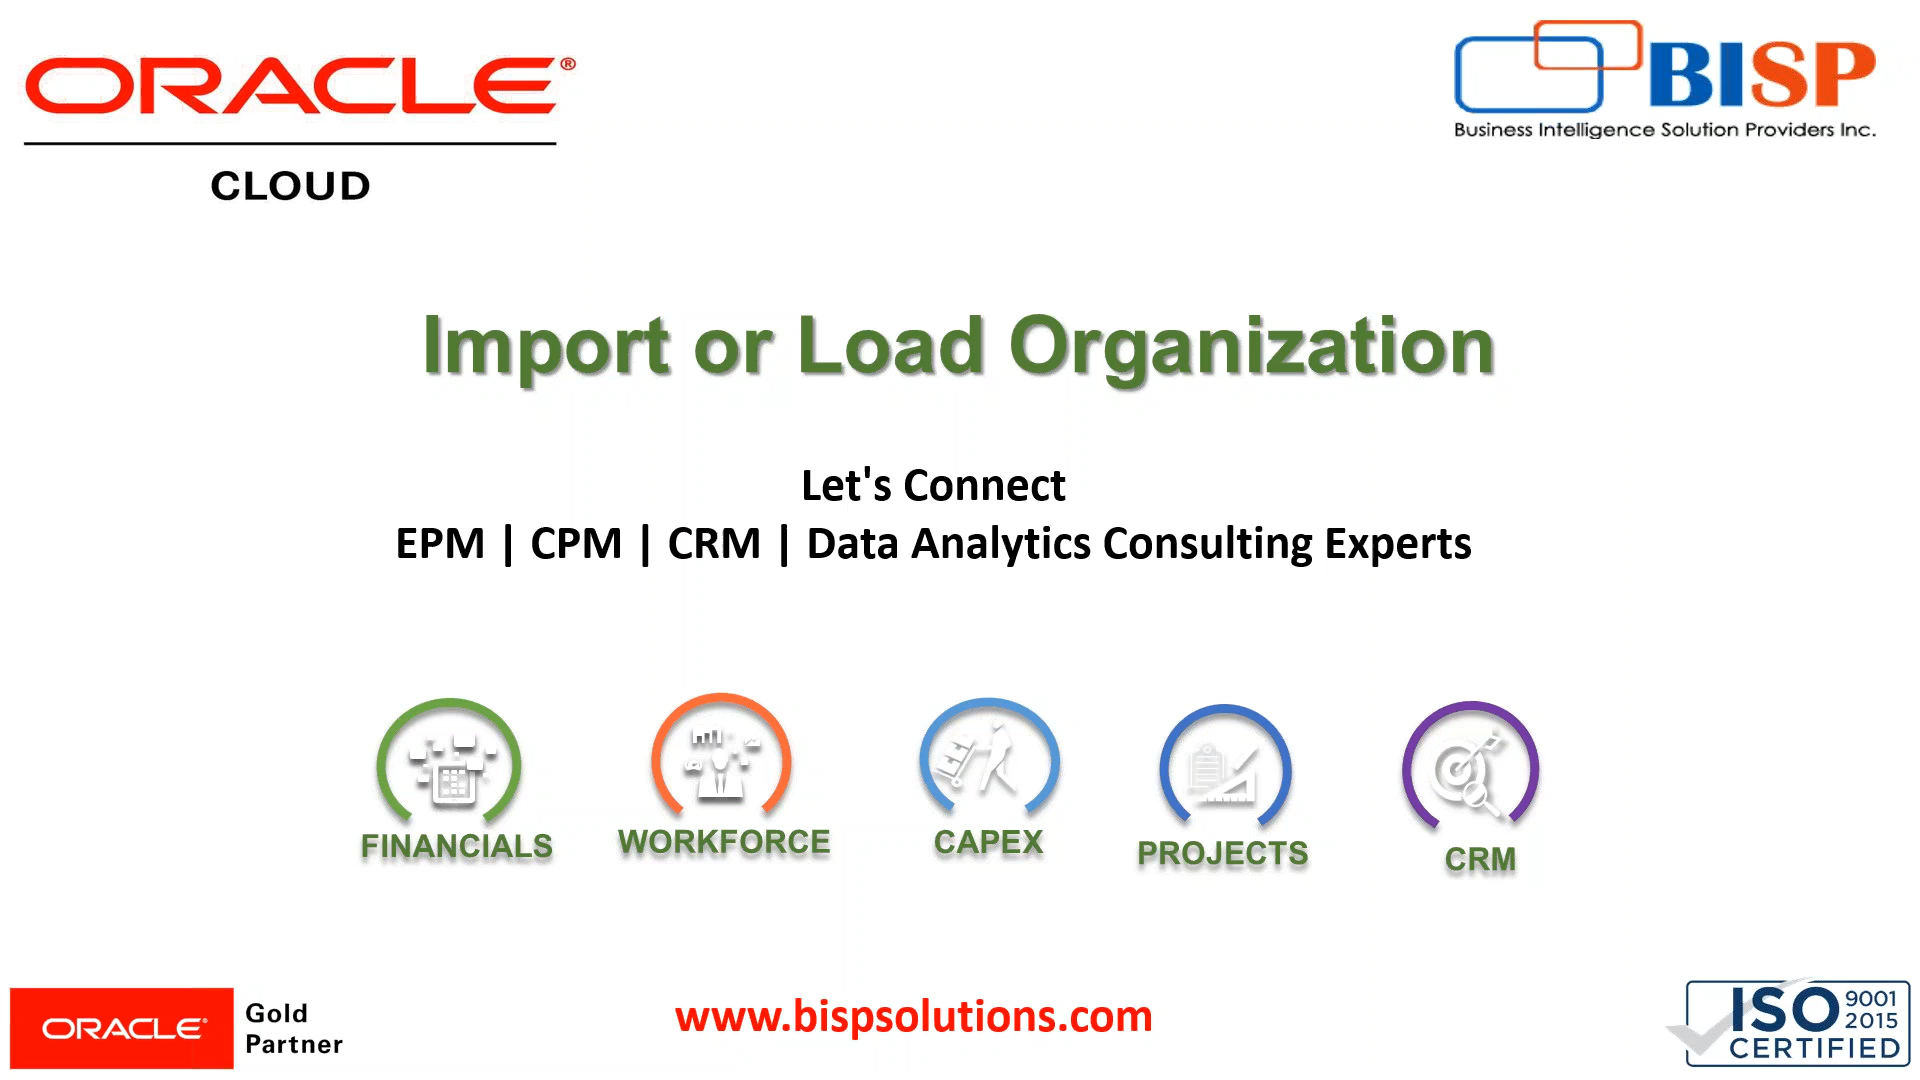 ORACLE®
CLOUD
BISP
Business Intelligence Solution Providers Inc.
Import or Load Organization
Let's Connect
EPM | CPM | CRM | Data Analytics Consulting Experts
FINANCIALS
WORKFORCE
CAPEX
PROJECTS
CRM
ORACLE®
Gold
Partner
www.bispsolutions.com
ISO 9001
2015
CERTIFIED